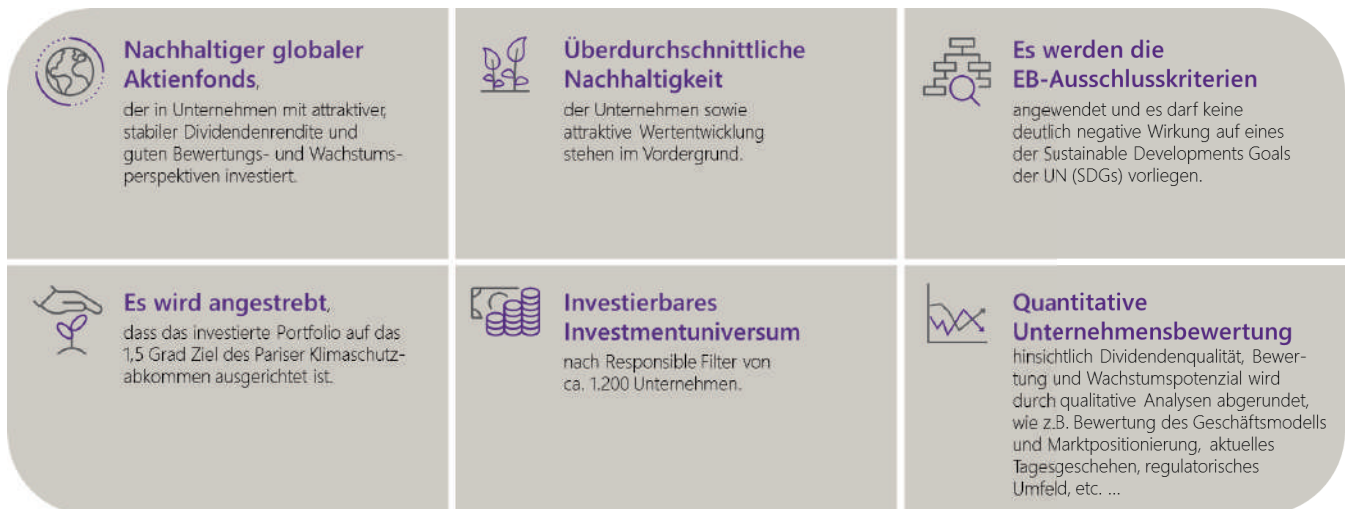 Nachhaltiger globaler
Aktienfonds,
der in Unternehmen mit attraktiver,
stabiler Dividendenrendite und
guten Bewertungs- und Wachstums-
perspektiven investiert.
Überdurchschnittliche
Nachhaltigkeit
der Unternehmen sowie
attraktive Wertentwicklung
stehen im Vordergrund.
Es werden die
EB-Ausschlusskriterien
angewendet und es darf keine
deutlich negative Wirkung auf eines
der Sustainable Developments Goals
der UN (SDGs) vorliegen.
Es wird angestrebt,
dass das investierte Portfolio auf das
1,5 Grad Ziel des Pariser Klimaschutz-
abkommen ausgerichtet ist.
Investierbares
Investmentuniversum
nach Responsible Filter von
ca. 1.200 Unternehmen.
Quantitative
Unternehmensbewertung
hinsichtlich Dividendenqualität, Bewer-
tung und Wachstumspotenzial wird
durch qualitative Analysen abgerundet,
wie z.B. Bewertung des Geschäftsmodells
und Marktpositionierung, aktuelles
Tagesgeschehen, regulatorisches
Umfeld, etc. ...